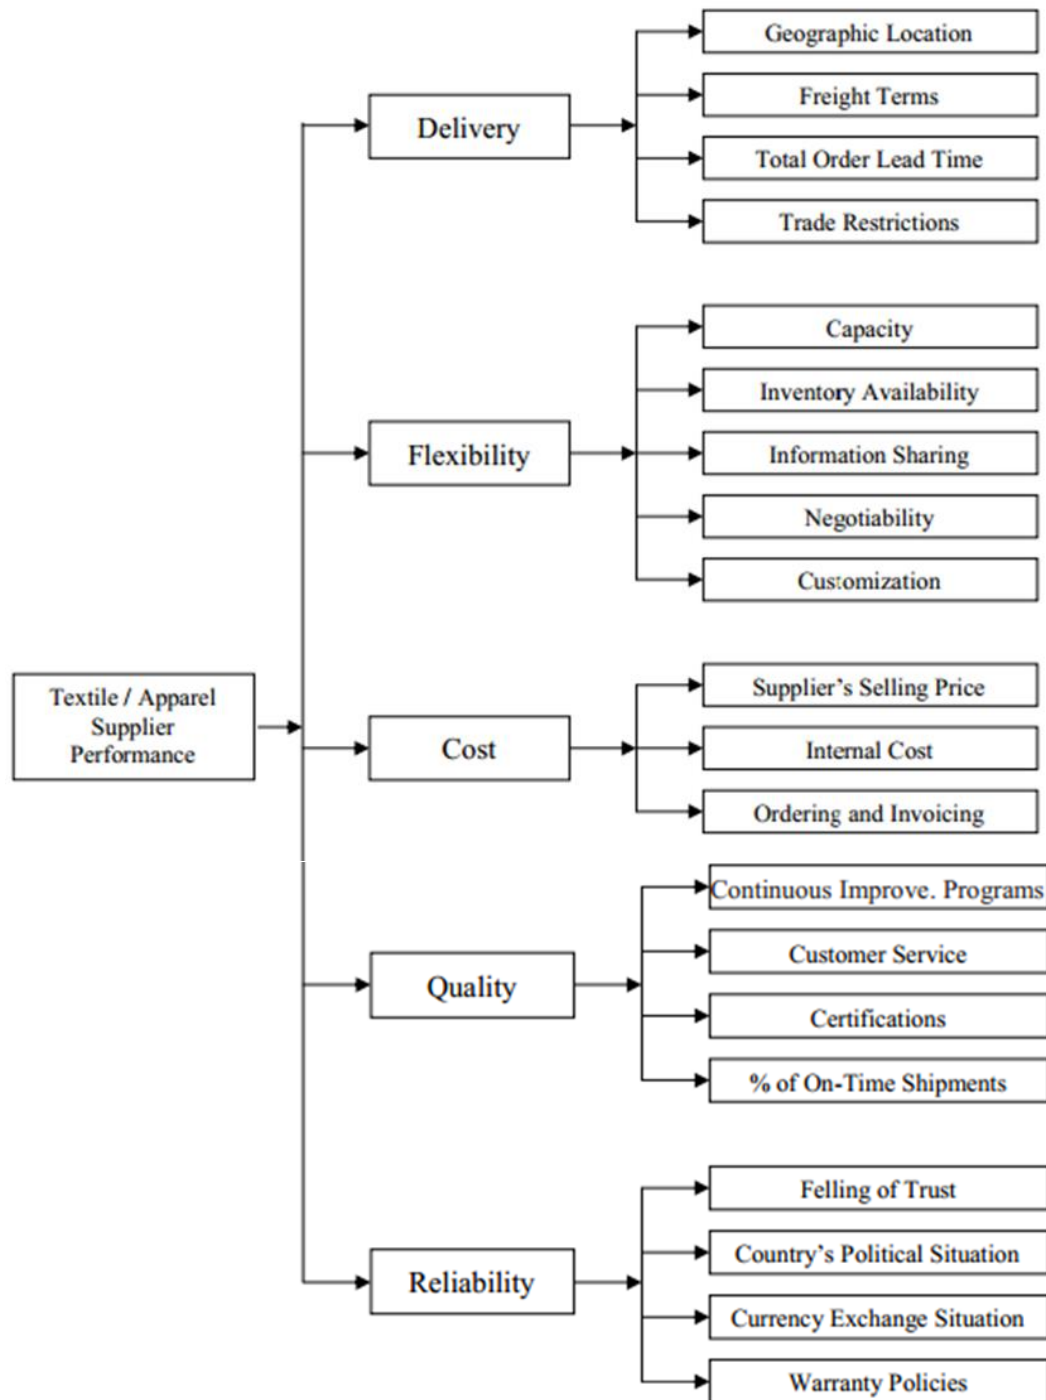 Textile / Apparel
Supplier
Performance
Delivery
Geographic Location
Freight Terms
Total Order Lead Time
Trade Restrictions
Flexibility
Capacity
Inventory Availability
Information Sharing
Negotiability
Customization
Cost
Supplier's Selling Price
Internal Cost
Ordering and Invoicing
Quality
Continuous Improve. Programs
Customer Service
Certifications
% of On-Time Shipments
Reliability
Felling of Trust
Country's Political Situation
Currency Exchange Situation
Warranty Policies